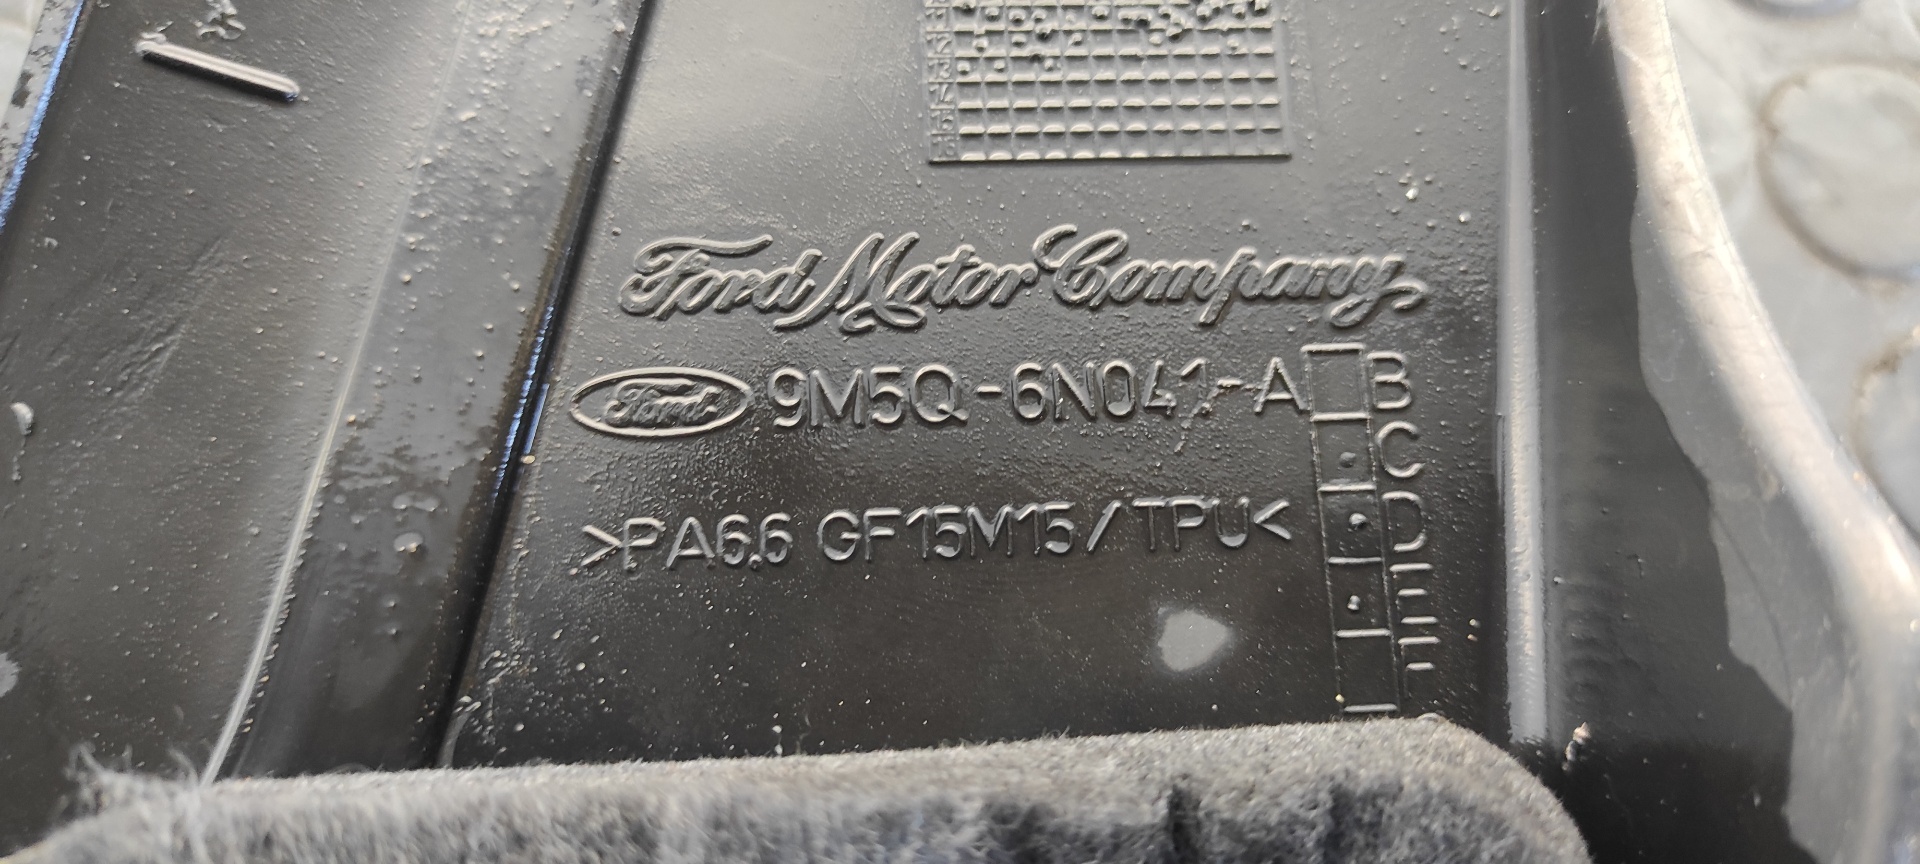 Ford Motor Company
Ford 9M5Q-6N041-A B
C
>PA6.6 GF15M15/TPU< D
E
F